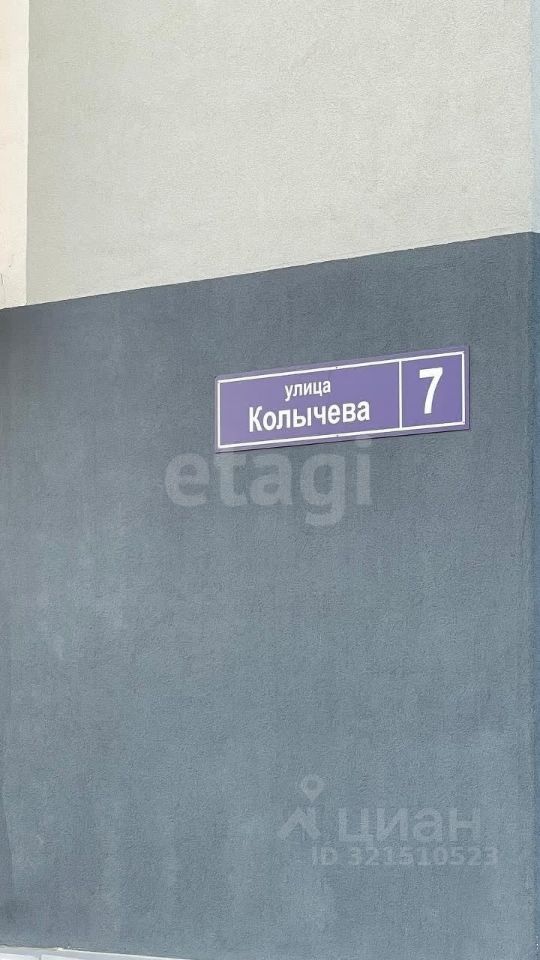 улица
Колычева
7
etagi
циан
ID 321510523